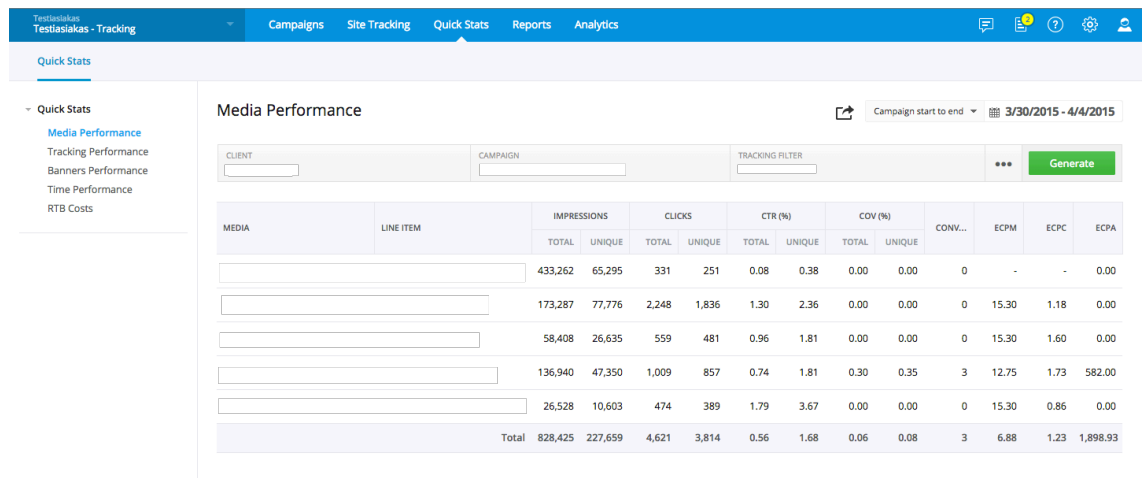 Testiasiakas
Testiasiakas - Tracking
Campaigns Site Tracking Quick Stats Reports Analytics
2
Quick Stats
Quick Stats
Media Performance
Tracking Performance
Banners Performance
Time Performance
RTB Costs
Media Performance
Campaign start to end 3/30/2015 - 4/4/2015
CLIENT CAMPAIGN TRACKING FILTER
Generate
MEDIA LINE ITEM IMPRESSIONS CLICKS CTR (%) COV (%) CONV... ECPM ECPC ECPA
TOTAL UNIQUE TOTAL UNIQUE TOTAL UNIQUE TOTAL UNIQUE
433,262 65,295 331 251 0.08 0.38 0.00 0.00 0 - - 0.00
173,287 77,776 2,248 1,836 1.30 2.36 0.00 0.00 0 15.30 1.18 0.00
58,408 26,635 559 481 0.96 1.81 0.00 0.00 0 15.30 1.60 0.00
136,940 47,350 1,009 857 0.74 1.81 0.30 0.35 3 12.75 1.73 582.00
26,528 10,603 474 389 1.79 3.67 0.00 0.00 0 15.30 0.86 0.00
Total 828,425 227,659 4,621 3,814 0.56 1.68 0.06 0.08 3 6.88 1.23 1,898.93